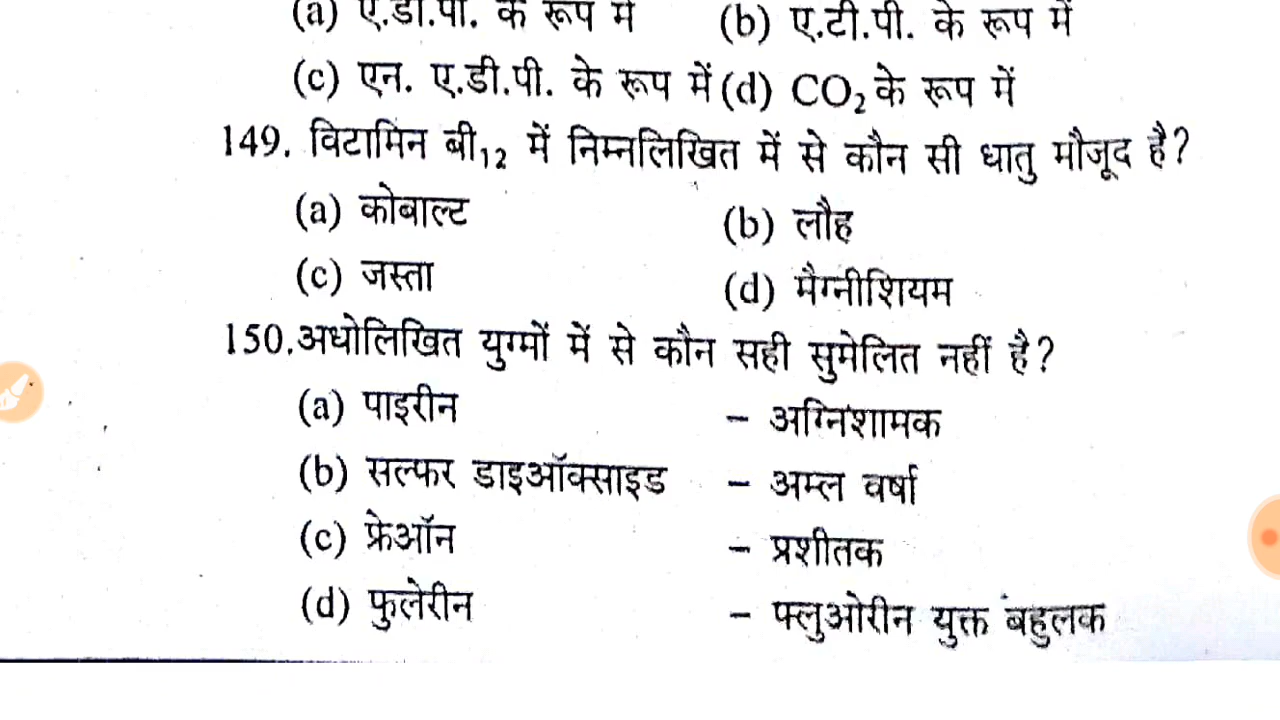 (a) ए.डी.पी. के रूप में (b) ए.टी.पी. के रूप में
(c) एन. ए.डी.पी. के रूप में (d) CO₂ के रूप में
149. विटामिन बी₁₂ में निम्नलिखित में से कौन सी धातु मौजूद है?
(a) कोबाल्ट (b) लौह
(c) जस्ता (d) मैग्नीशियम
150. अधोलिखित युग्मों में से कौन सही सुमेलित नहीं है?
(a) पाइरीन – अग्निशामक
(b) सल्फर डाइऑक्साइड – अम्ल वर्षा
(c) फ्रेऑन – प्रशीतक
(d) फुलेरीन – फ्लुओरीन युक्त बहुलक